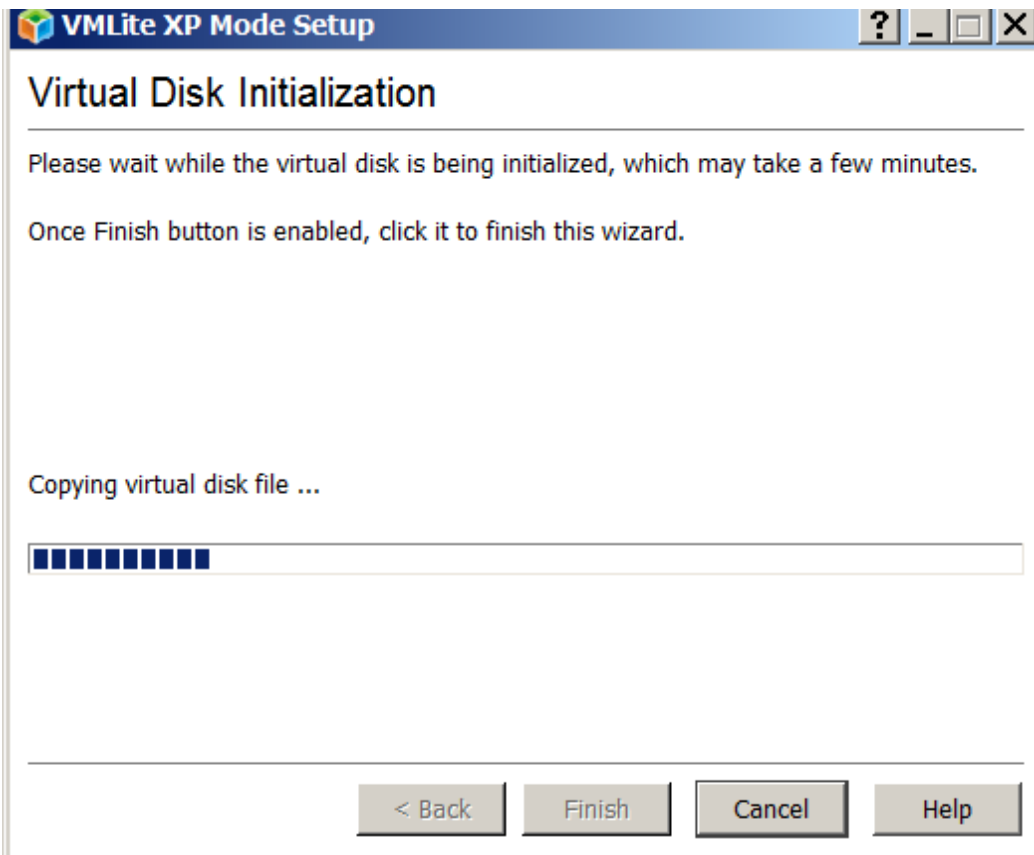 VMLite XP Mode Setup
Virtual Disk Initialization
Please wait while the virtual disk is being initialized, which may take a few minutes.
Once Finish button is enabled, click it to finish this wizard.
Copying virtual disk file ...
< Back Finish Cancel Help